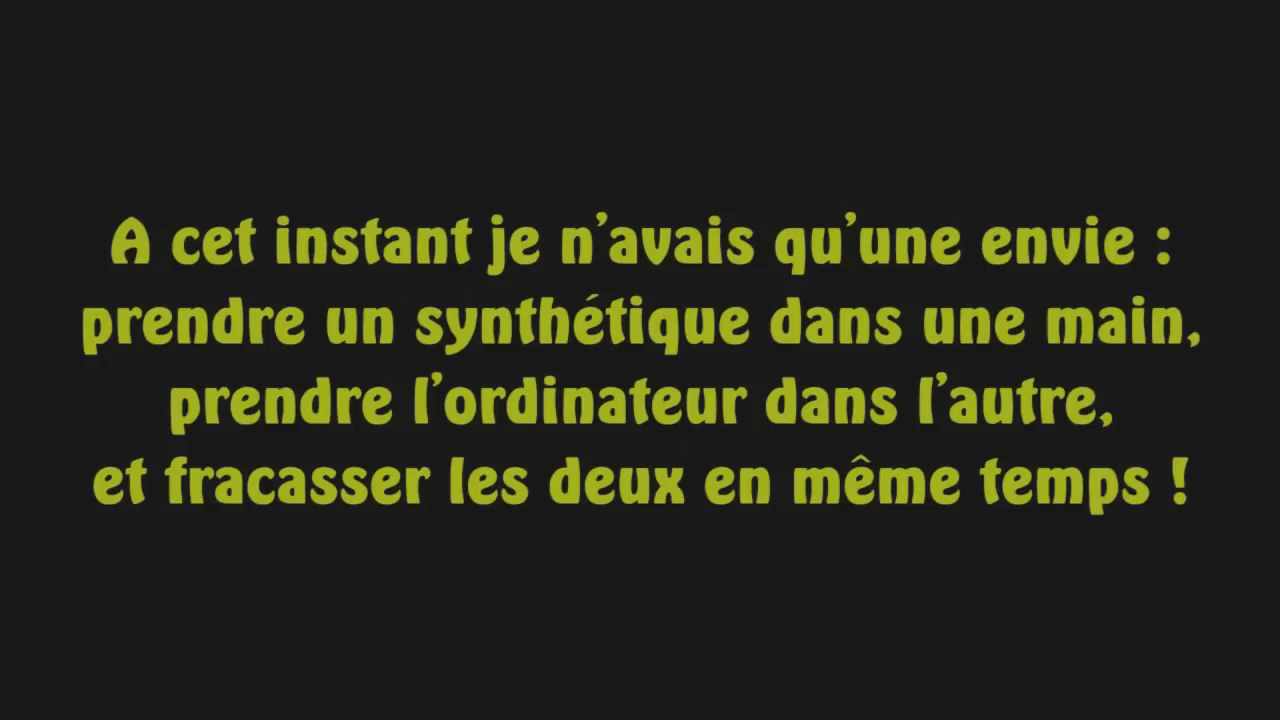 A cet instant je n’avais qu’une envie :
prendre un synthétique dans une main,
prendre l’ordinateur dans l’autre,
et fracasser les deux en même temps !